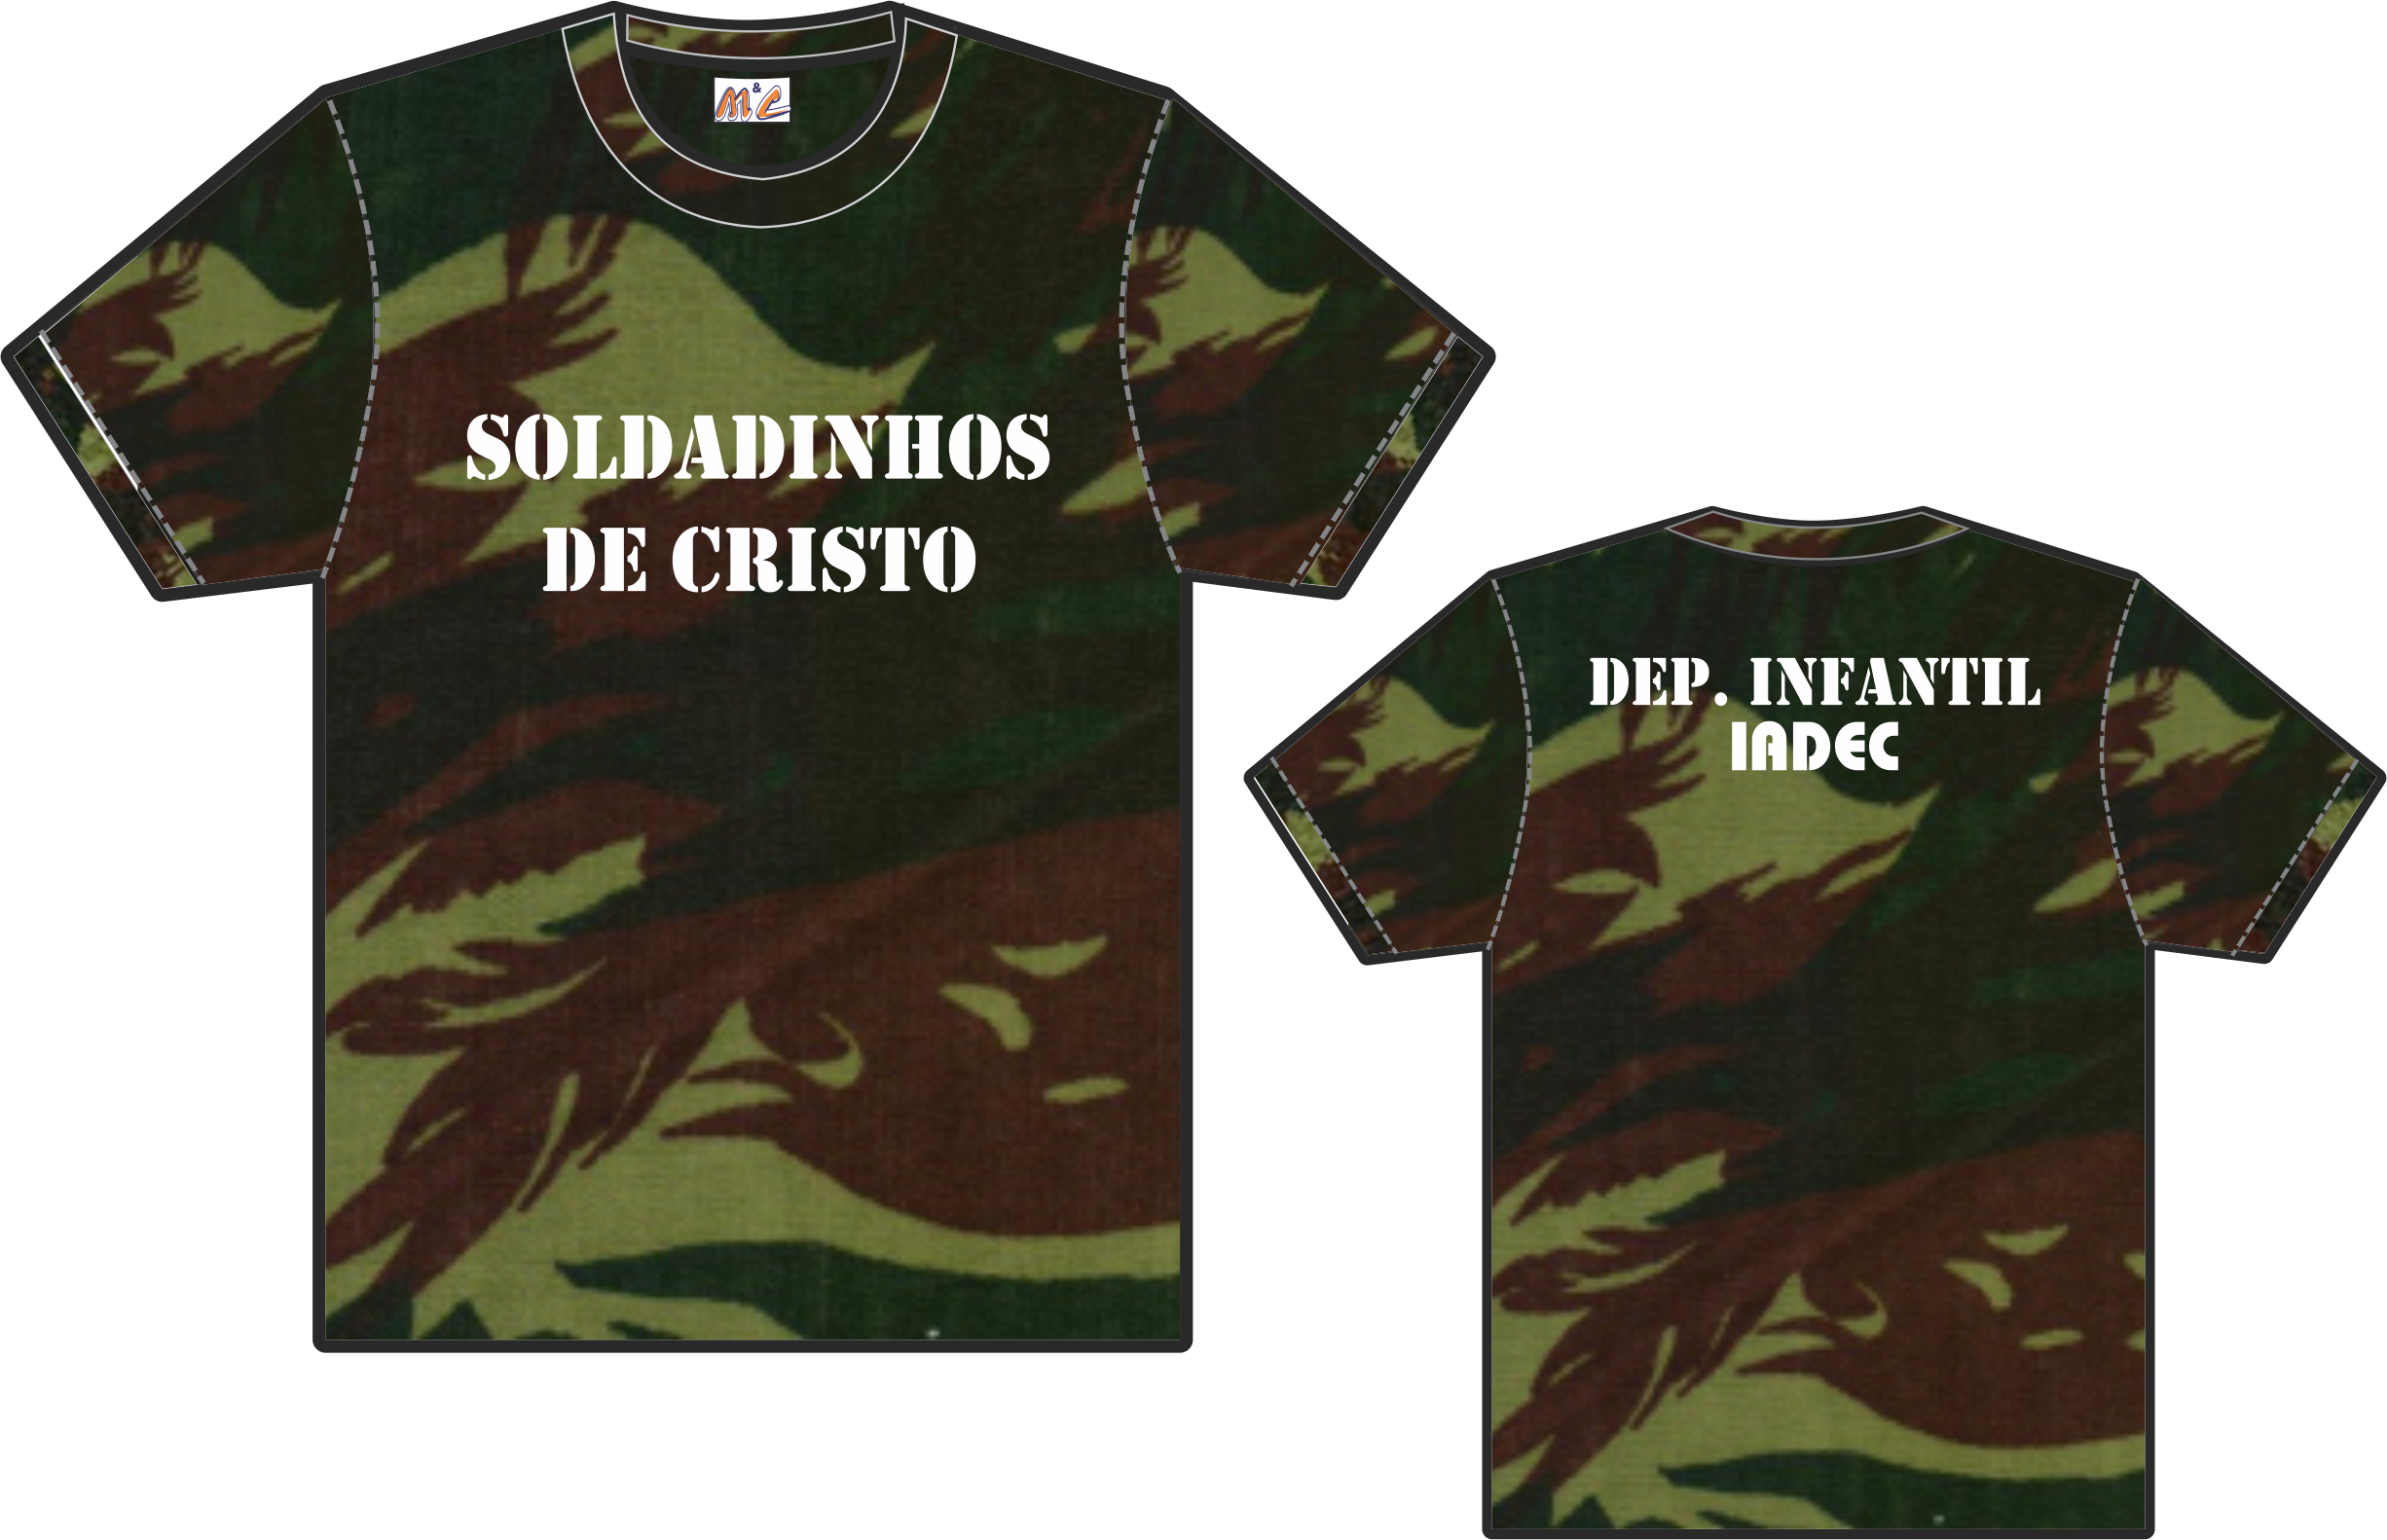 M&C
SOLDADINHOS
DE CRISTO
DEP. INFANTIL
IADEC